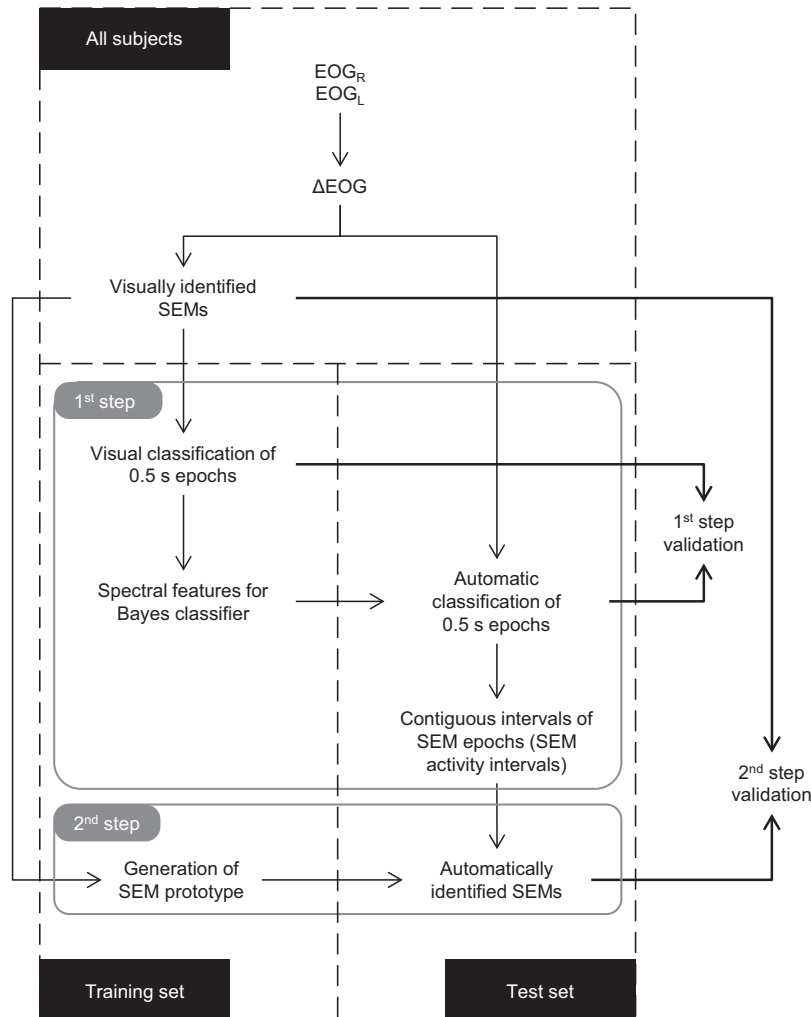 All subjects
EOG_R
EOG_L
ΔEOG
Visually identified
SEMs
1st step
Visual classification of
0.5 s epochs
1st step
validation
Spectral features for
Bayes classifier
Automatic
classification of
0.5 s epochs
Contiguous intervals of
SEM epochs (SEM
activity intervals)
2nd step
validation
2nd step
Generation of
SEM prototype
Automatically
identified SEMs
Training set
Test set